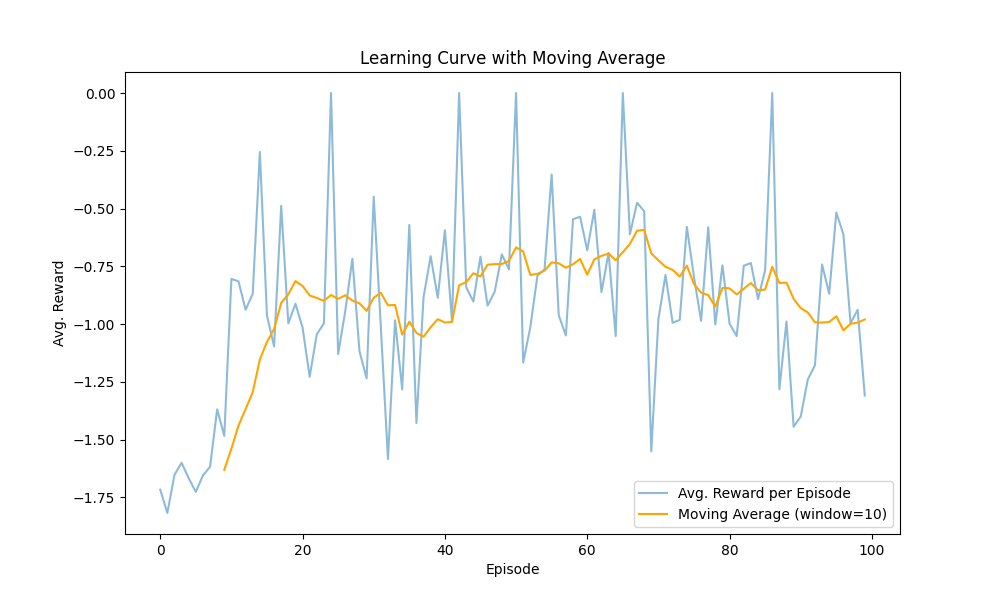 Learning Curve with Moving Average
0.00
−0.25
−0.50
−0.75
−1.00
−1.25
−1.50
−1.75
Avg. Reward
0 20 40 60 80 100
Episode
Avg. Reward per Episode
Moving Average (window=10)